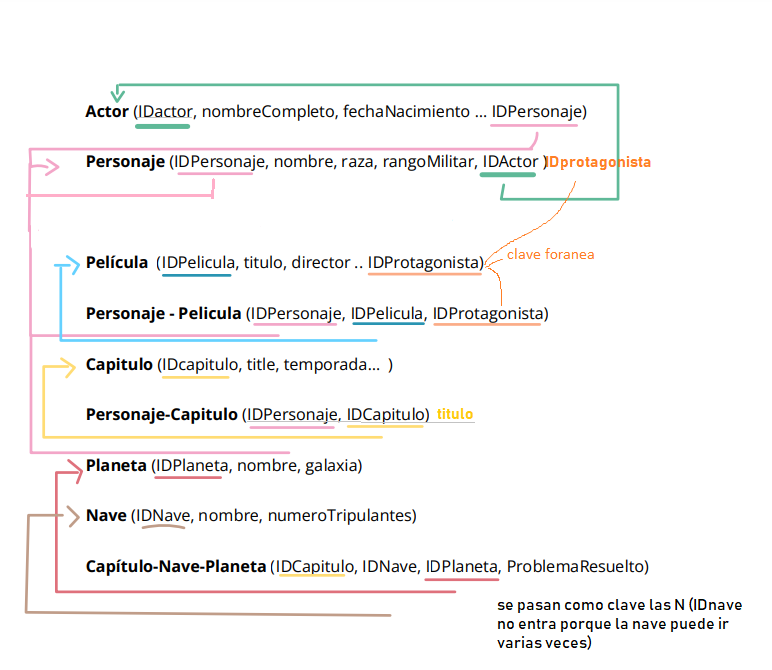 Actor (IDactor, nombreCompleto, fechaNacimiento ... IDPersonaje)
Personaje (IDPersonaje, nombre, raza, rangoMilitar, IDActor )IDprotagonista
clave foranea
Película (IDPelicula, titulo, director .. IDProtagonista)
Personaje - Pelicula (IDPersonaje, IDPelicula, IDProtagonista)
Capitulo (IDcapitulo, title, temporada... )
Personaje-Capitulo (IDPersonaje, IDCapitulo) titulo
Planeta (IDPlaneta, nombre, galaxia)
Nave (IDNave, nombre, numeroTripulantes)
Capítulo-Nave-Planeta (IDCapitulo, IDNave, IDPlaneta, ProblemaResuelto)
se pasan como clave las N (IDnave
no entra porque la nave puede ir
varias veces)